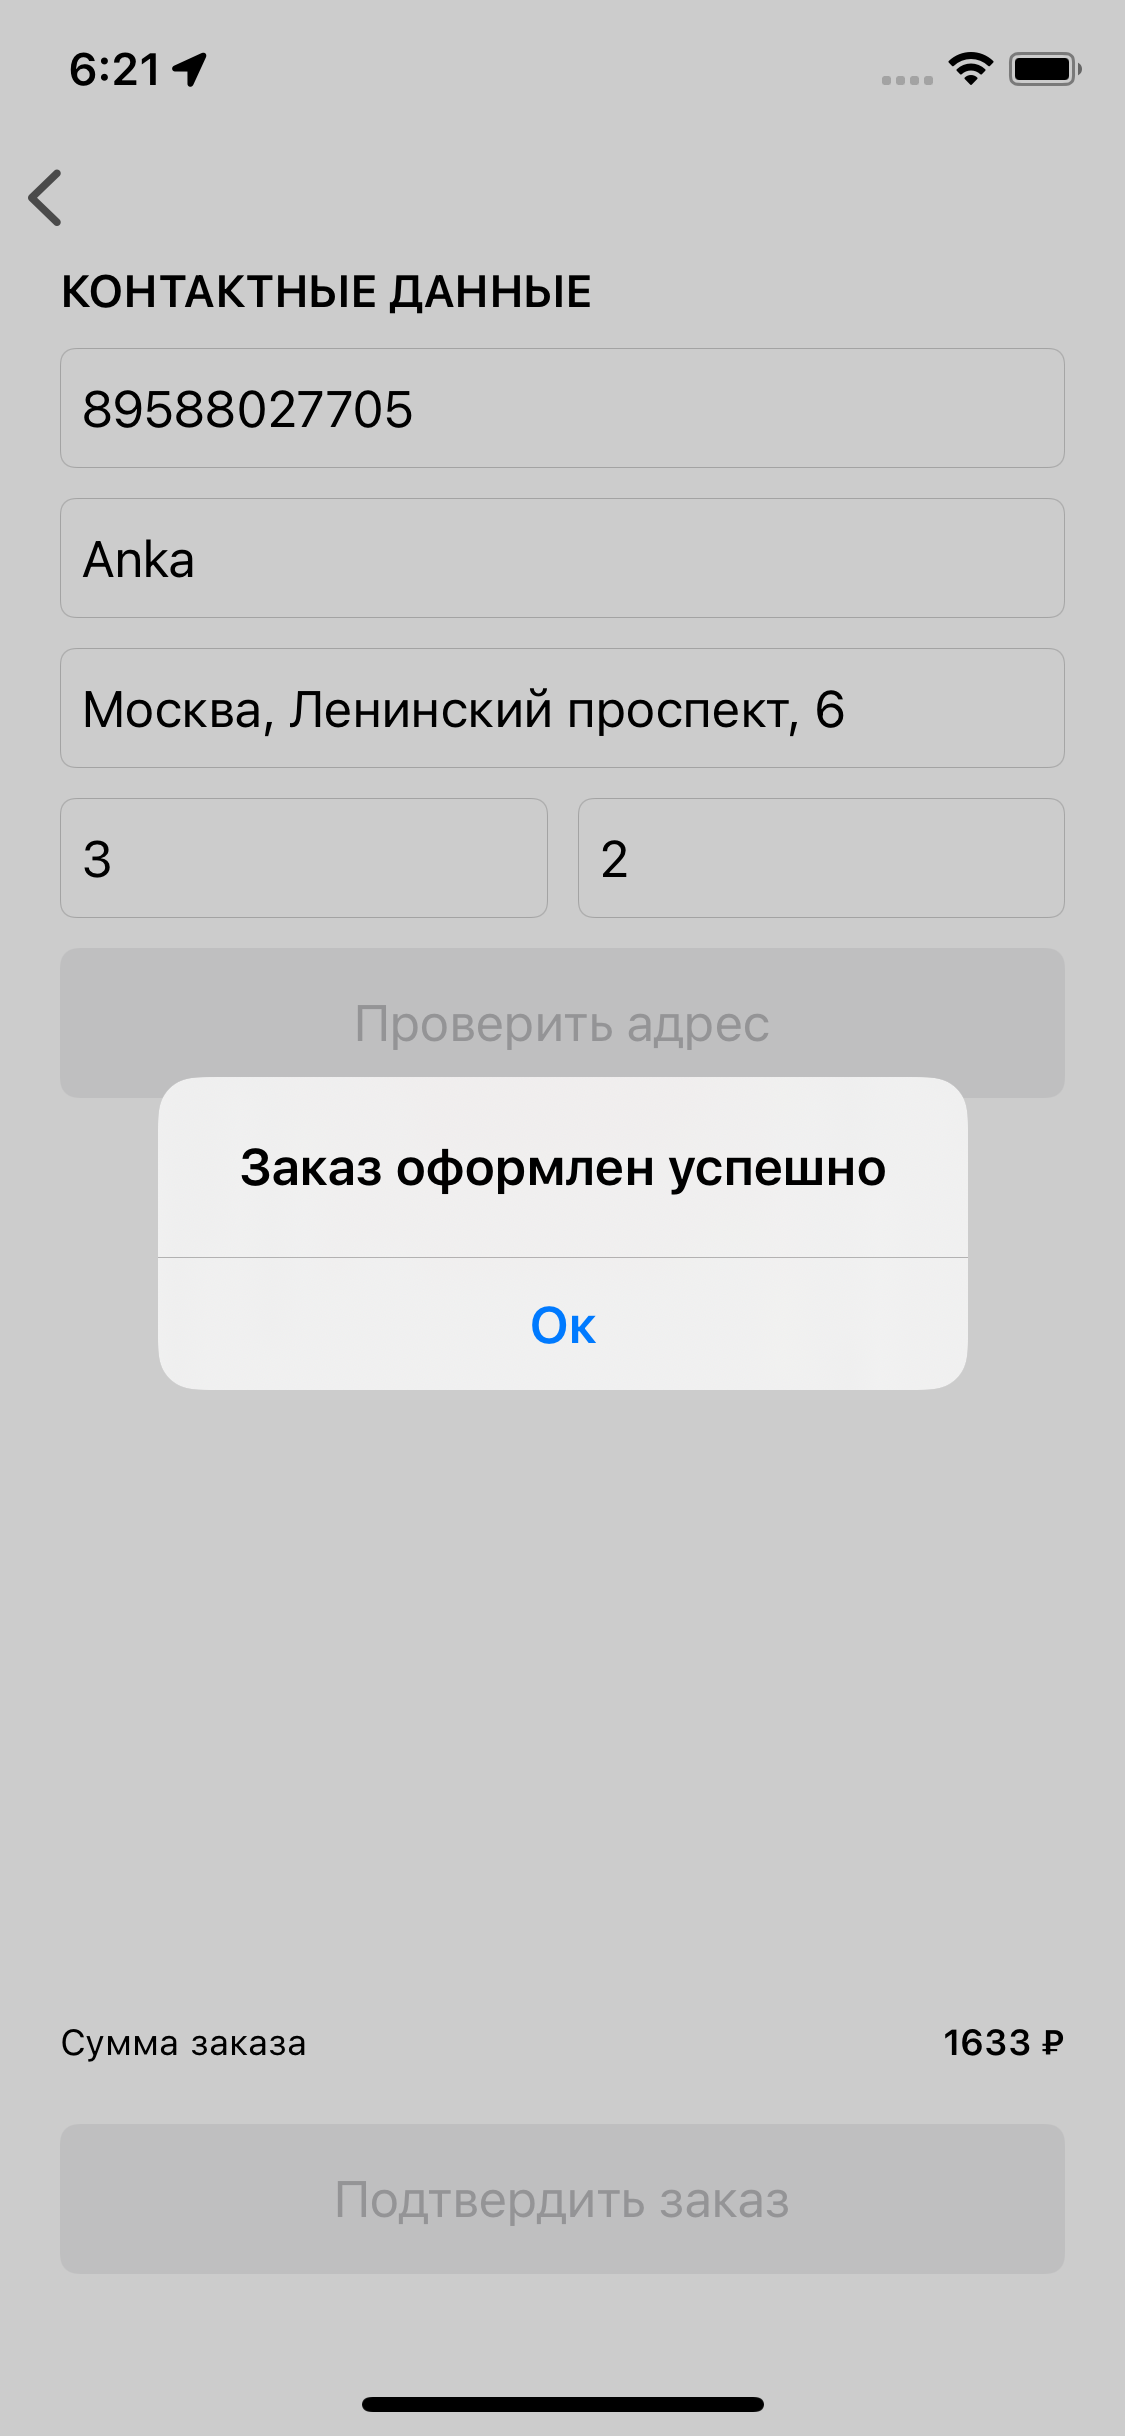 6:21
КОНТАКТНЫЕ ДАННЫЕ
89588027705
Anka
Москва, Ленинский проспект, 6
3 2
Проверить адрес
Заказ оформлен успешно
Ок
Сумма заказа 1633 ₽
Подтвердить заказ